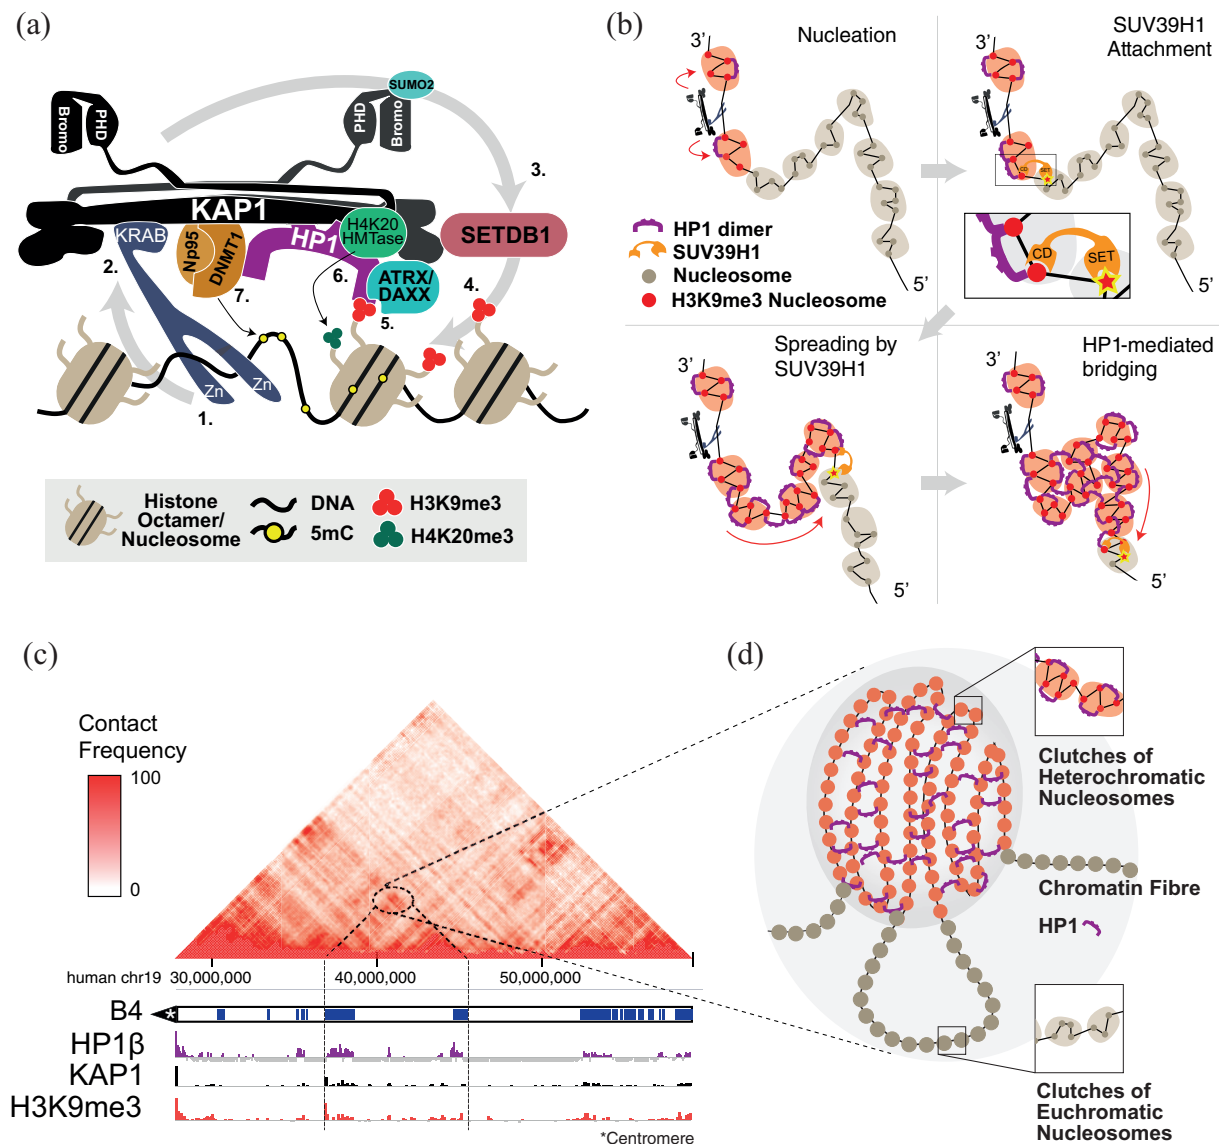 (a)
SUMO2
Bromo
PHD
PHD
Bromo
3.
KAP1
KRAB
Np95
DNMT1
HP1
H4K20
HMTase
SETDB1
2.
7.
6.
ATRX/
DAXX
4.
5.
Zn
Zn
1.
Histone
Octamer/
Nucleosome
DNA
5mC
H3K9me3
H4K20me3
(b)
Nucleation
3’
5’
SUV39H1
Attachment
3’
CD
SET
5’
CD
SET
HP1 dimer
SUV39H1
Nucleosome
H3K9me3 Nucleosome
Spreading by
SUV39H1
3’
5’
HP1-mediated
bridging
3’
5’
(c)
Contact
Frequency
100
0
human chr19
30,000,000
40,000,000
50,000,000
B4
*
HP1β
KAP1
H3K9me3
*Centromere
(d)
Clutches of
Heterochromatic
Nucleosomes
Chromatin Fibre
HP1
Clutches of
Euchromatic
Nucleosomes